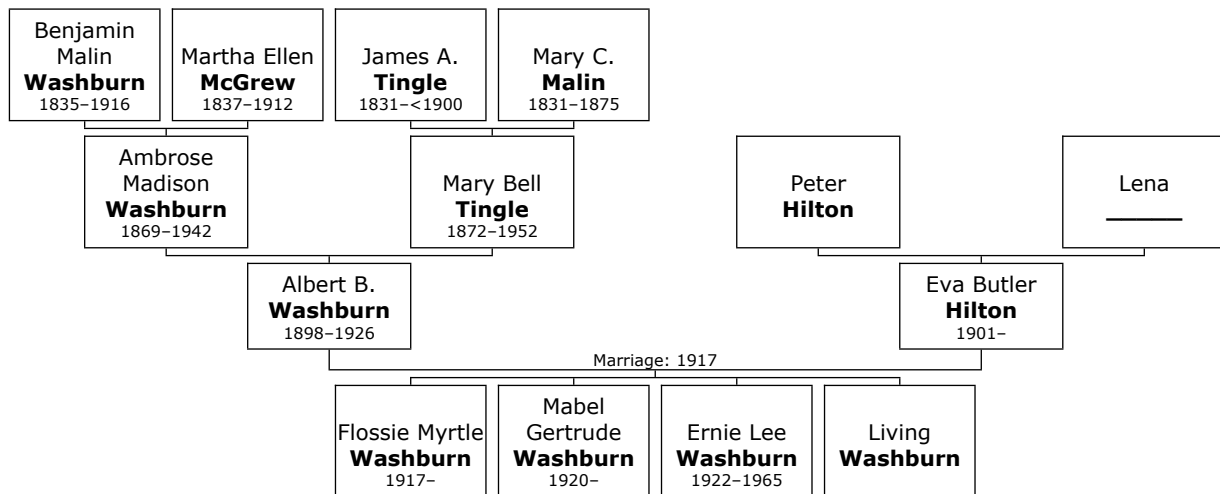 Benjamin
Malin
Washburn
1835–1916
Martha Ellen
McGrew
1837–1912
James A.
Tingle
1831–<1900
Mary C.
Malin
1831–1875
Ambrose
Madison
Washburn
1869–1942
Mary Bell
Tingle
1872–1952
Peter
Hilton
Lena
_____
Albert B.
Washburn
1898–1926
Eva Butler
Hilton
1901–
Marriage: 1917
Flossie Myrtle
Washburn
1917–
Mabel
Gertrude
Washburn
1920–
Ernie Lee
Washburn
1922–1965
Living
Washburn